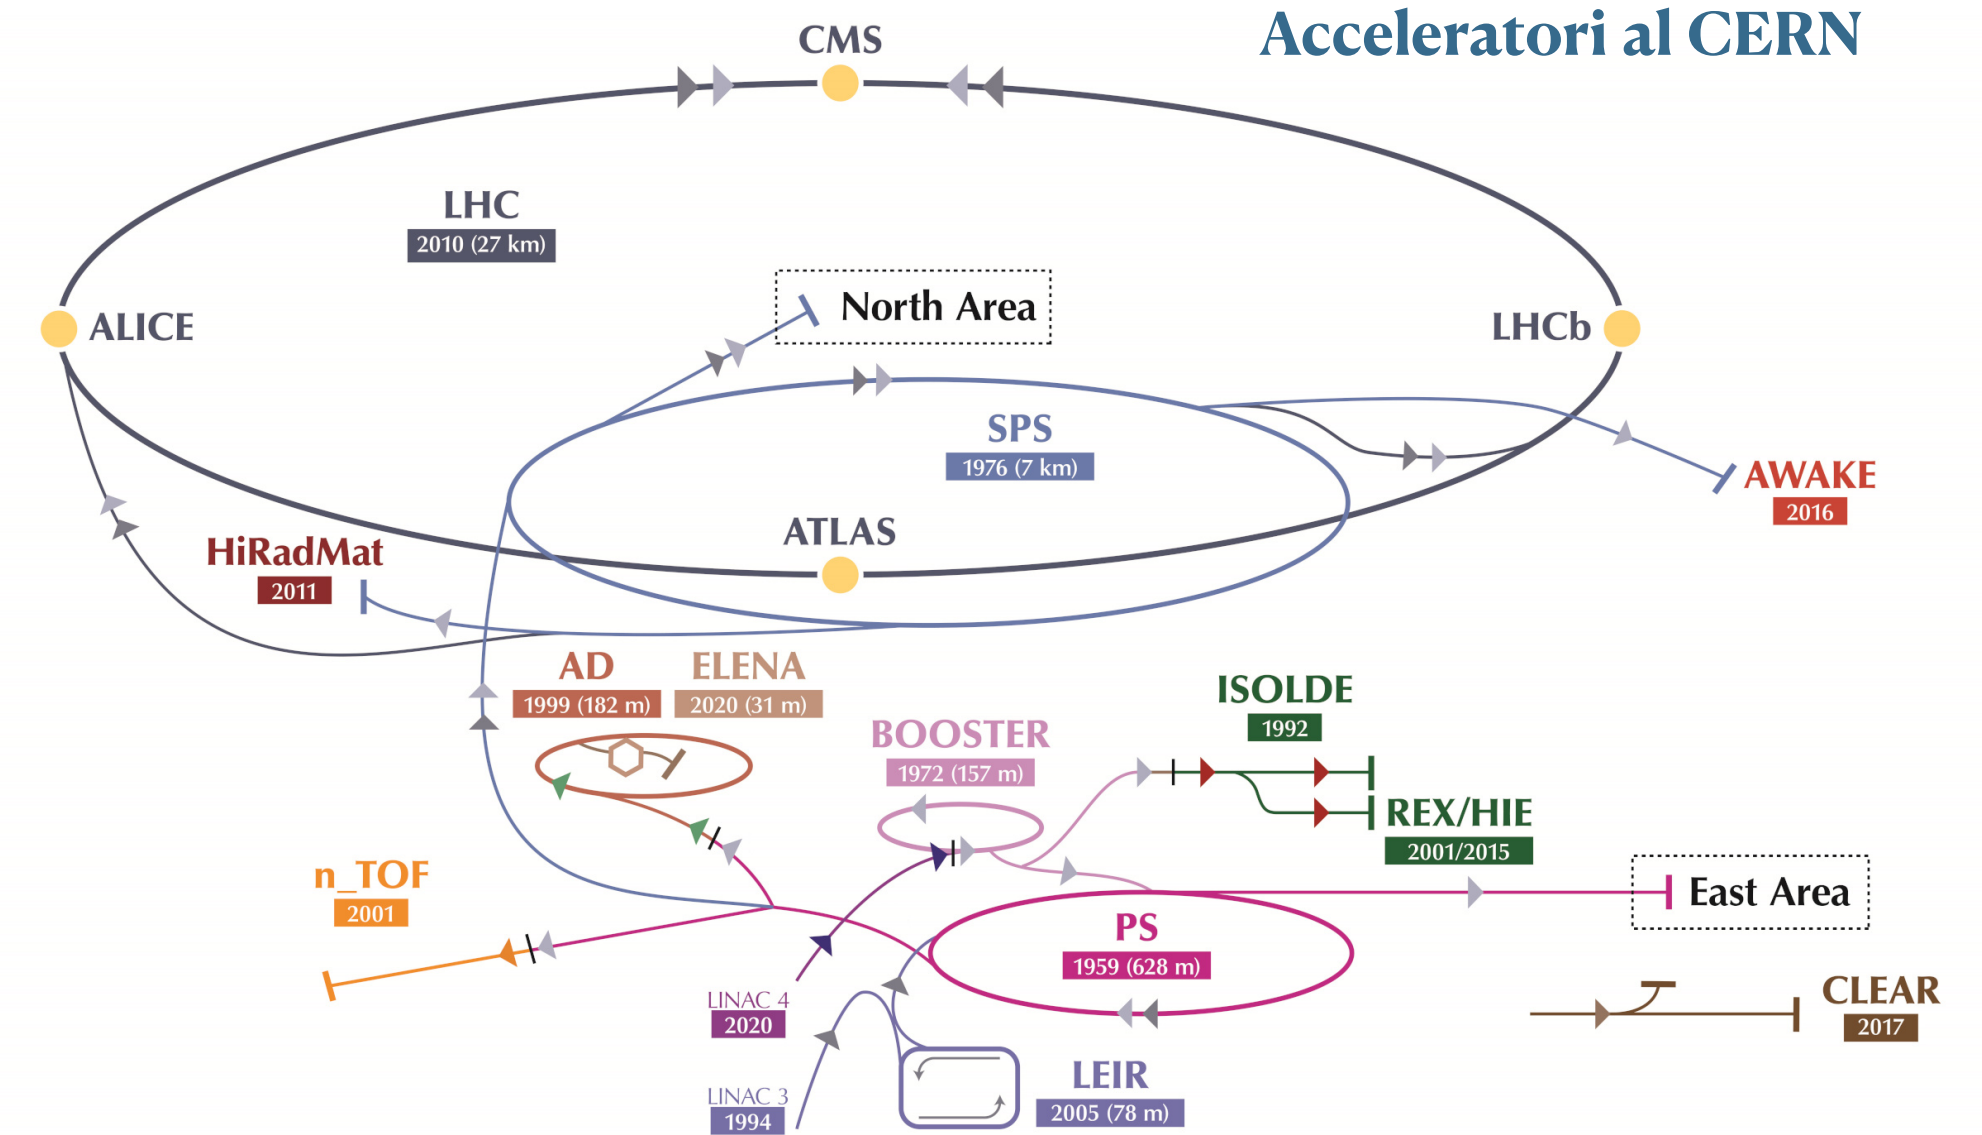 Acceleratori al CERN
CMS
LHC
2010 (27 km)
North Area
ALICE
LHCb
SPS
1976 (7 km)
AWAKE
2016
ATLAS
HiRadMat
2011
AD
1999 (182 m)
ELENA
2020 (31 m)
ISOLDE
1992
BOOSTER
1972 (157 m)
REX/HIE
2001/2015
n_TOF
2001
East Area
PS
1959 (628 m)
LINAC 4
2020
CLEAR
2017
LEIR
2005 (78 m)
LINAC 3
1994